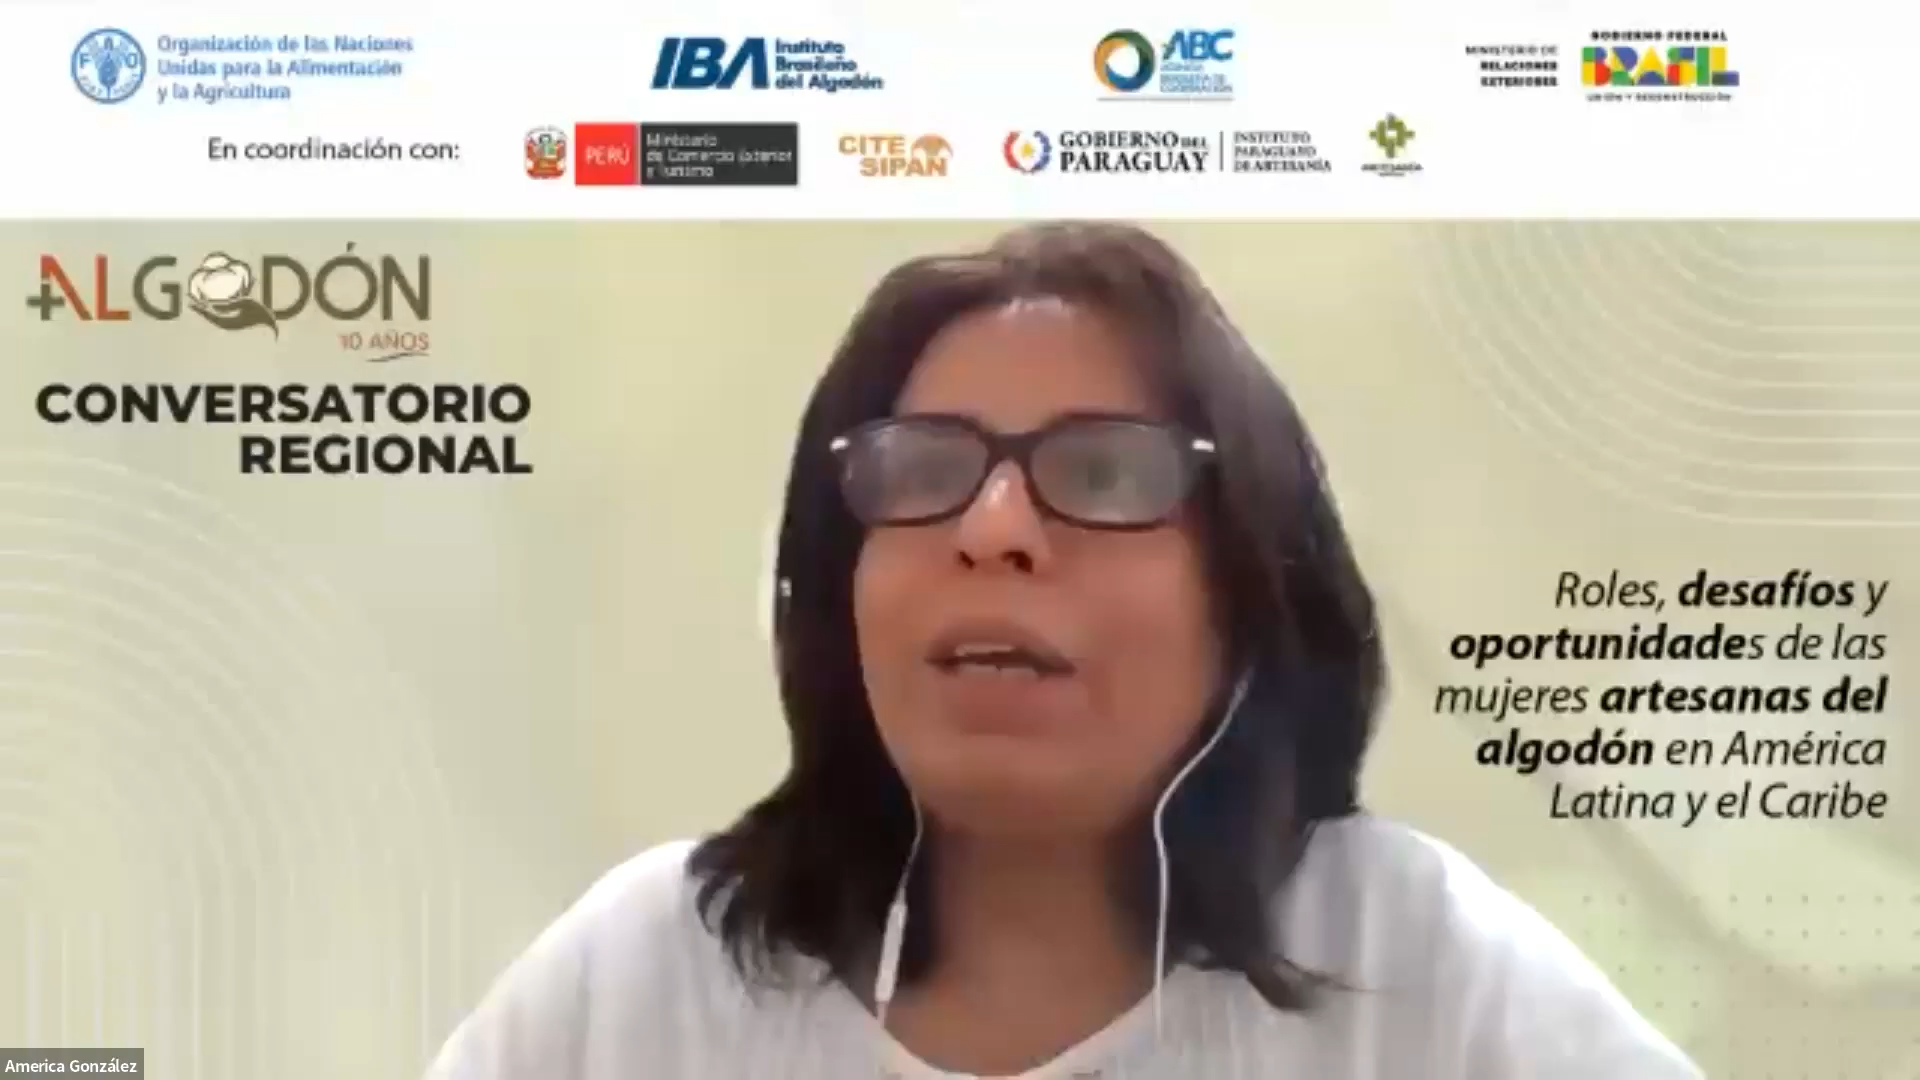 FAO
Organización de las Naciones
Unidas para la Alimentación
y la Agricultura
IBA
Instituto
Brasileño
del Algodón
ABC
MINISTERIO DE
RELACIONES
EXTERIORES
GOBIERNO FEDERAL
BRASIL
UNIÓN Y RECONSTRUCCIÓN
En coordinación con:
PERÚ
Ministerio
de Comercio Exterior
y Turismo
CITE
SIPAN
GOBIERNO DEL
PARAGUAY
INSTITUTO
PARAGUAYO
DE ARTESANÍA
+ALGODÓN
10 AÑOS
CONVERSATORIO
REGIONAL
Roles, desafíos y
oportunidades de las
mujeres artesanas del
algodón en América
Latina y el Caribe
America González